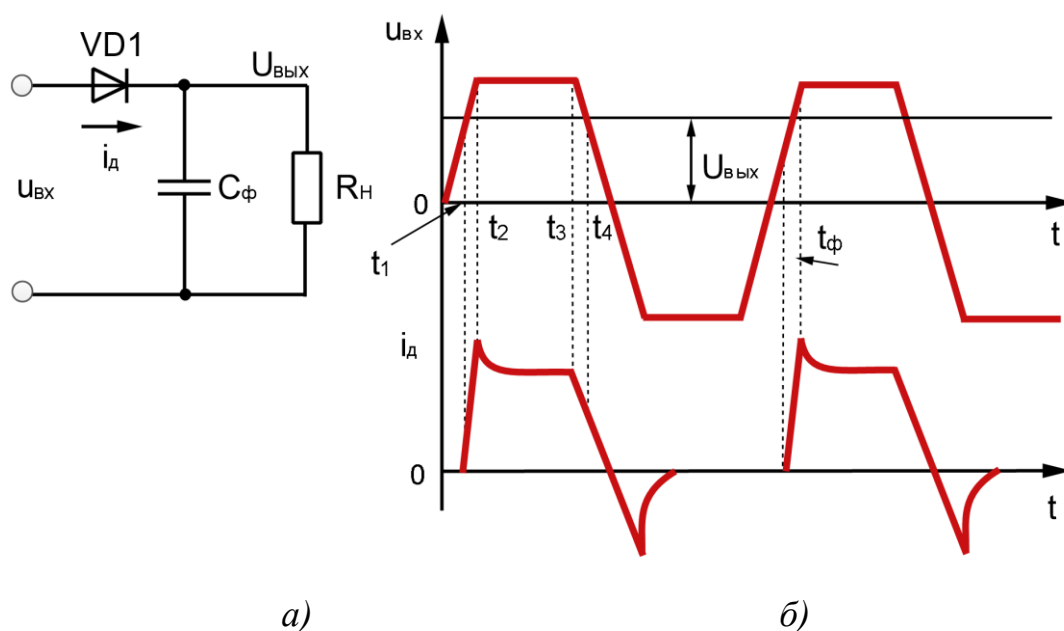 VD1
Uвых
iд
uвх
Cф
Rн
uвх
Uвых
0
t1
t2
t3
t4
tф
t
iд
0
t
а)
б)